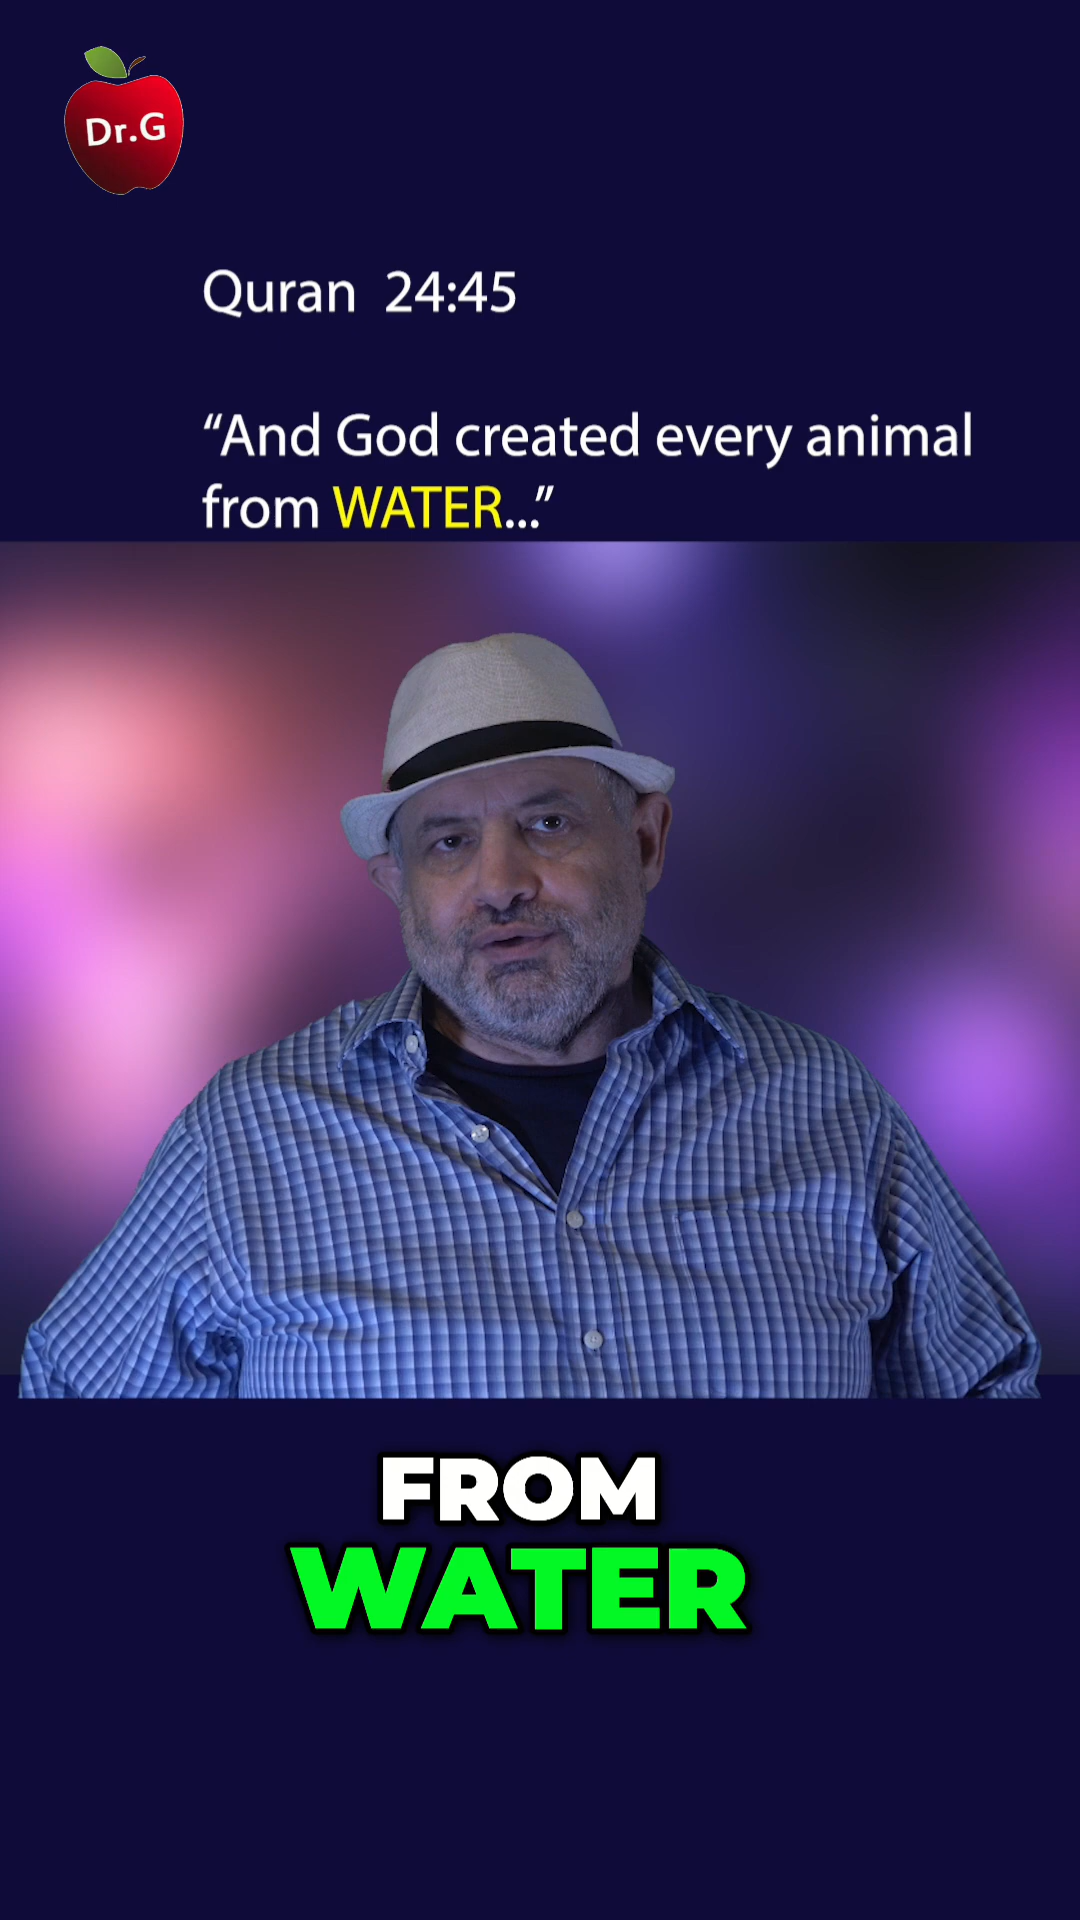 Dr.G
Quran 24:45
“And God created every animal
from WATER...”
FROM
WATER